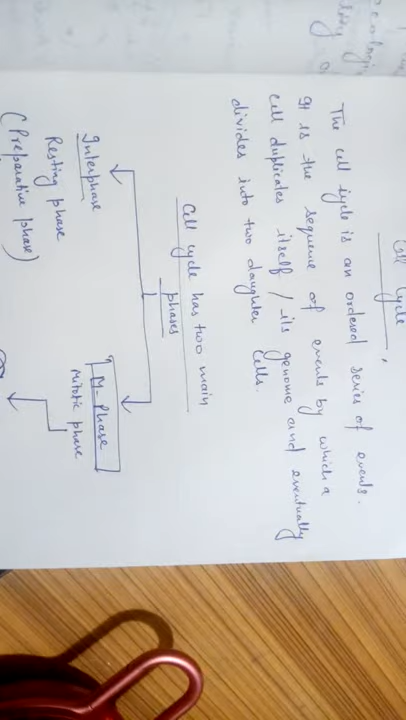 Cell Cycle
The cell cycle is an ordered series of events.
It is the sequence of events by which a
cell duplicates itself / its genome and eventually
divides into two daughter cells.
Cell cycle has two main
phases
Interphase
Resting phase
(Preparative phase)
M-Phase
Mitotic phase